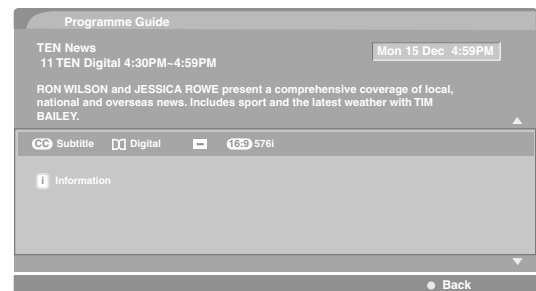 Programme Guide
TEN News
Mon 15 Dec 4:59PM
11 TEN Digital 4:30PM~4:59PM
RON WILSON and JESSICA ROWE present a comprehensive coverage of local,
national and overseas news. Includes sport and the latest weather with TIM
BAILEY.
CC Subtitle DD Digital 16:9 576i
i Information
Back